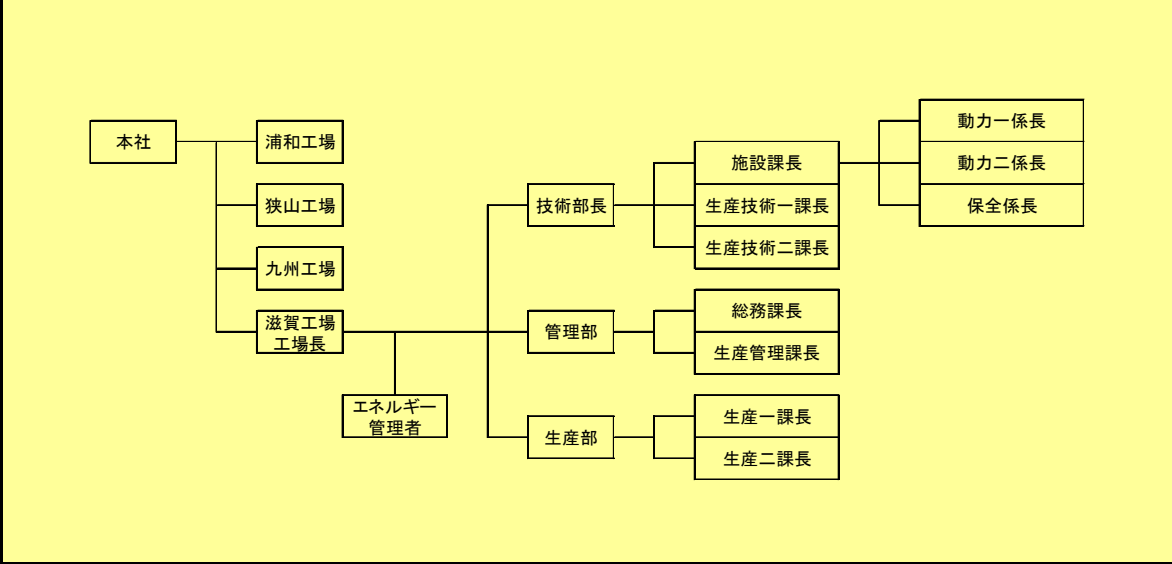 本社
浦和工場
狭山工場
九州工場
滋賀工場
工場長
エネルギー
管理者
技術部長
施設課長
生産技術一課長
生産技術二課長
動力一係長
動力二係長
保全係長
管理部
総務課長
生産管理課長
生産部
生産一課長
生産二課長